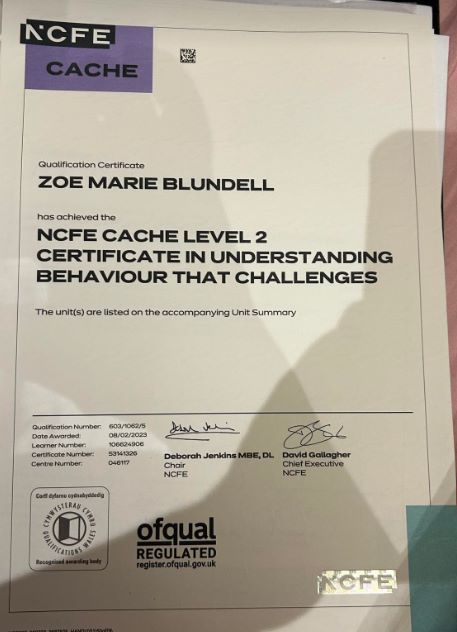 NCFE
CACHE
Qualification Certificate
ZOE MARIE BLUNDELL
has achieved the
NCFE CACHE LEVEL 2
CERTIFICATE IN UNDERSTANDING
BEHAVIOUR THAT CHALLENGES
The unit(s) are listed on the accompanying Unit Summary
Qualification Number: 603/1062/5
Date Awarded: 08/02/2023
Learner Number: 106624906
Certificate Number: 53141326
Centre Number: 046117
Deborah Jenkins MBE, DL
Chair
NCFE
David Gallagher
Chief Executive
NCFE
Corff dyfarnu cydnabyddedig
CYMWYSTERAU CYMRU
QUALIFICATIONS WALES
Recognised awarding body
ofqual
REGULATED
register.ofqual.gov.uk
NCFE